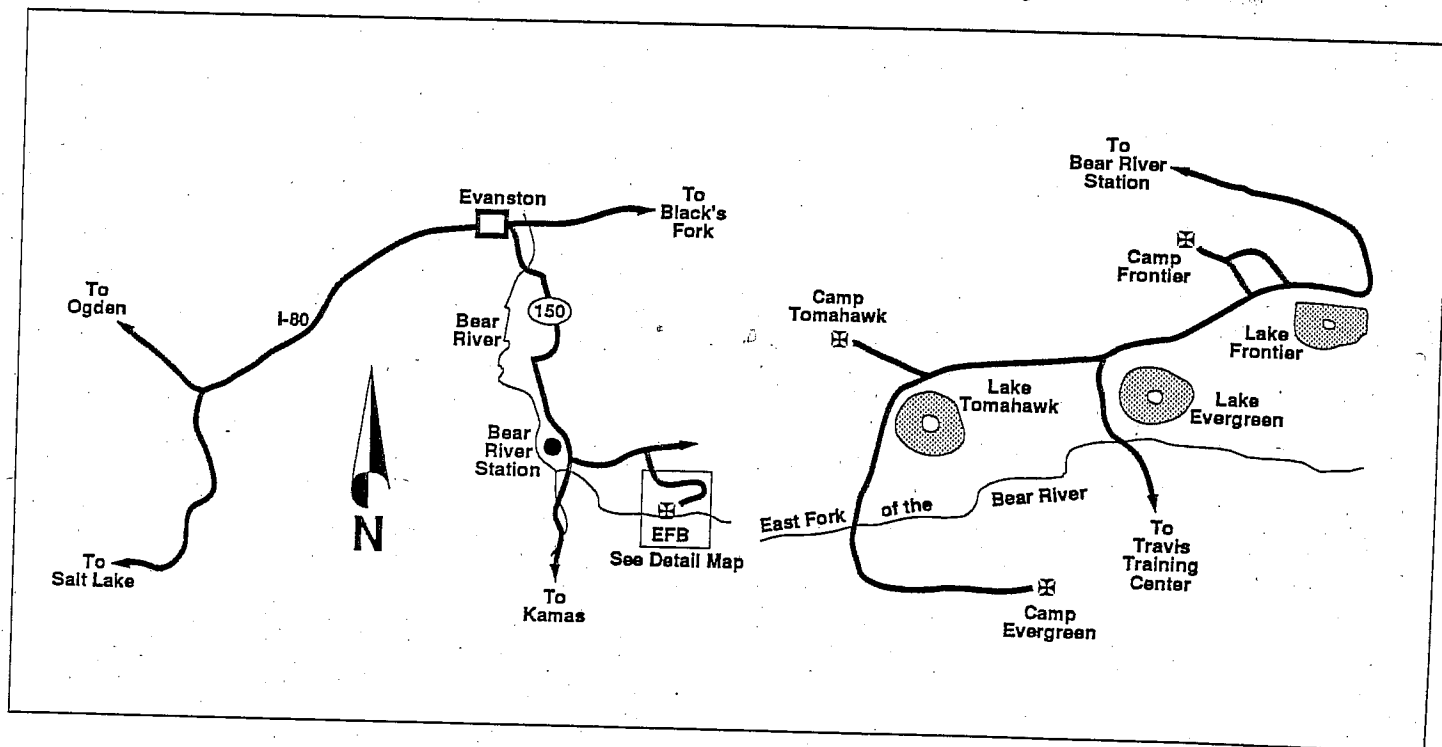 Evanston
To
Black's
Fork
To
Ogden
I-80
150
Bear
River
Bear
River
Station
EFB
See Detail Map
To
Salt Lake
N
To
Kamas
To
Bear River
Station
Camp
Frontier
Camp
Tomahawk
Lake
Frontier
Lake
Tomahawk
Lake
Evergreen
East Fork of the Bear River
To
Travis
Training
Center
Camp
Evergreen